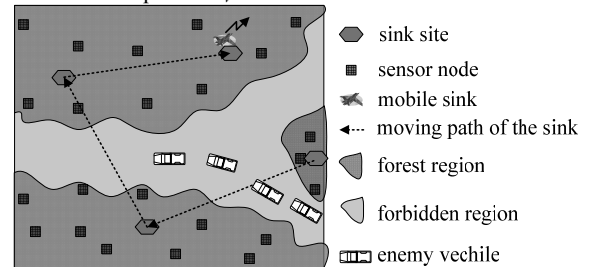 sink site
sensor node
mobile sink
moving path of the sink
forest region
forbidden region
enemy vechile